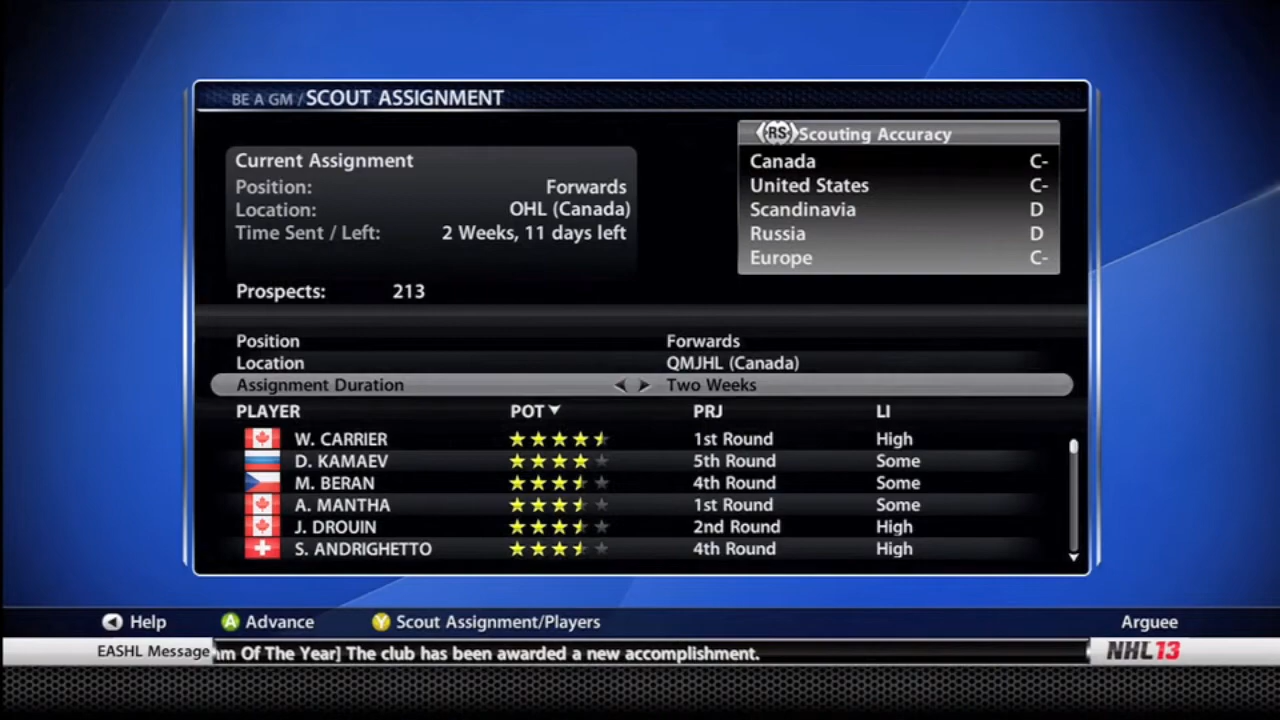 BE A GM / SCOUT ASSIGNMENT
Current Assignment
Position: Forwards
Location: OHL (Canada)
Time Sent / Left: 2 Weeks, 11 days left
Prospects: 213
RS Scouting Accuracy
Canada C-
United States C-
Scandinavia D
Russia D
Europe C-
Position Forwards
Location QMJHL (Canada)
Assignment Duration Two Weeks
PLAYER POT PRJ LI
W. CARRIER 1st Round High
D. KAMAEV 5th Round Some
M. BERAN 4th Round Some
A. MANTHA 1st Round Some
J. DROUIN 2nd Round High
S. ANDRIGHETTO 4th Round High
Help A Advance Y Scout Assignment/Players Arguee
EASHL Message Of The Year] The club has been awarded a new accomplishment. NHL13